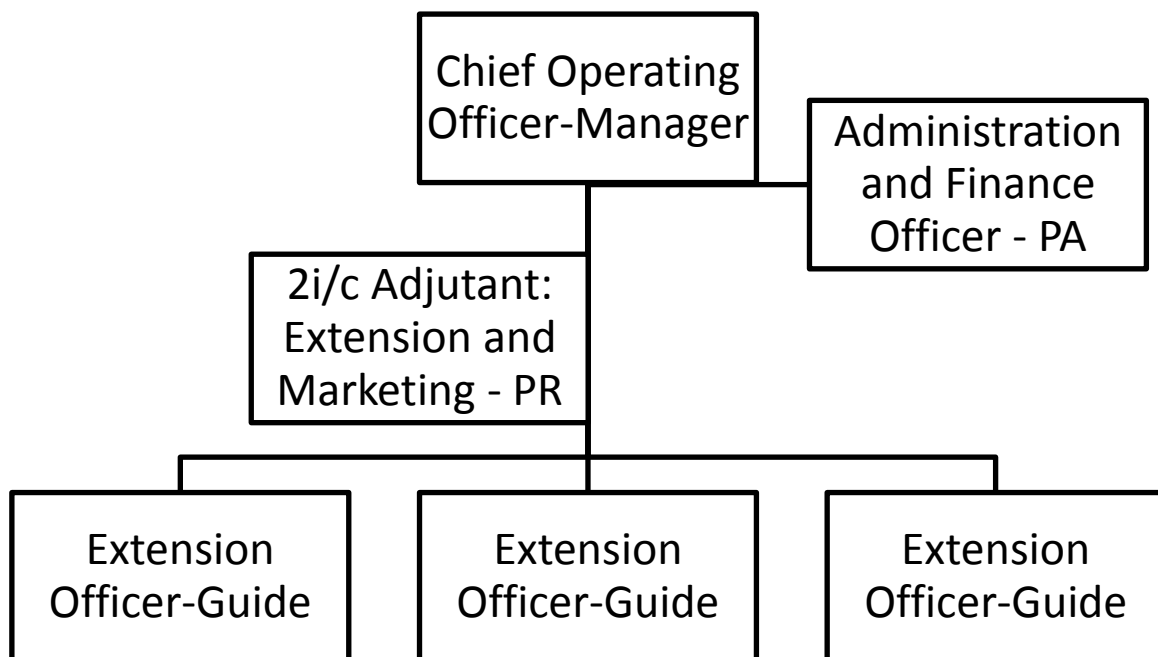 Chief Operating
Officer-Manager
Administration
and Finance
Officer - PA
2i/c Adjutant:
Extension and
Marketing - PR
Extension
Officer-Guide
Extension
Officer-Guide
Extension
Officer-Guide